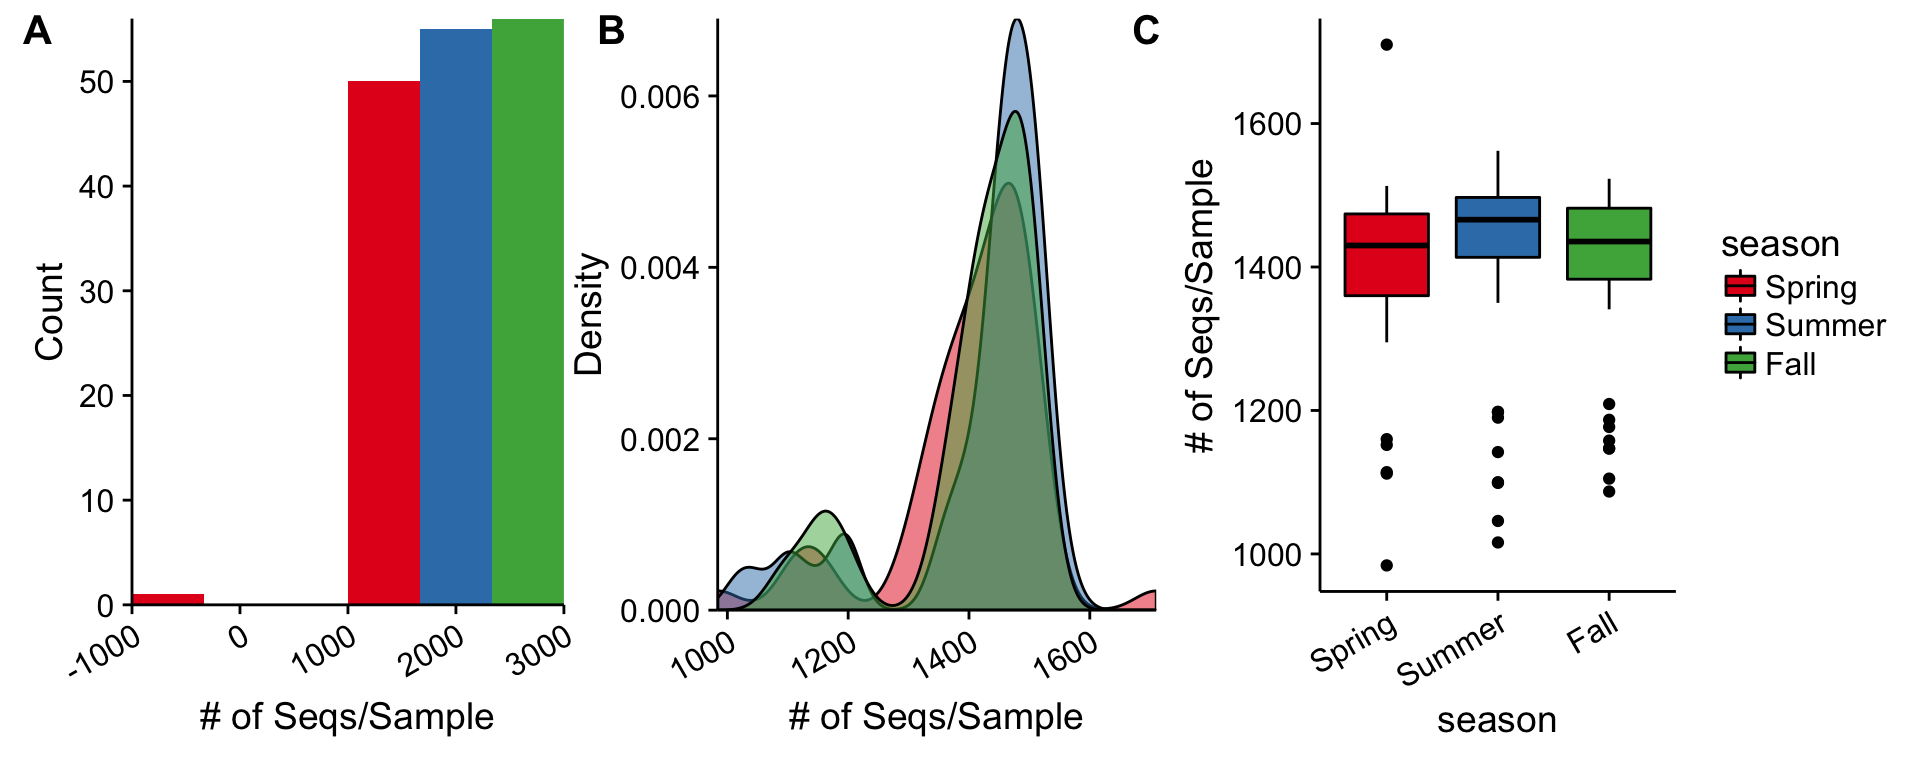 A
Count
50
40
30
20
10
0
-1000
0
1000
2000
3000
# of Seqs/Sample
B
Density
0.006
0.004
0.002
0.000
1000
1200
1400
1600
# of Seqs/Sample
C
# of Seqs/Sample
1600
1400
1200
1000
Spring
Summer
Fall
season
season
Spring
Summer
Fall